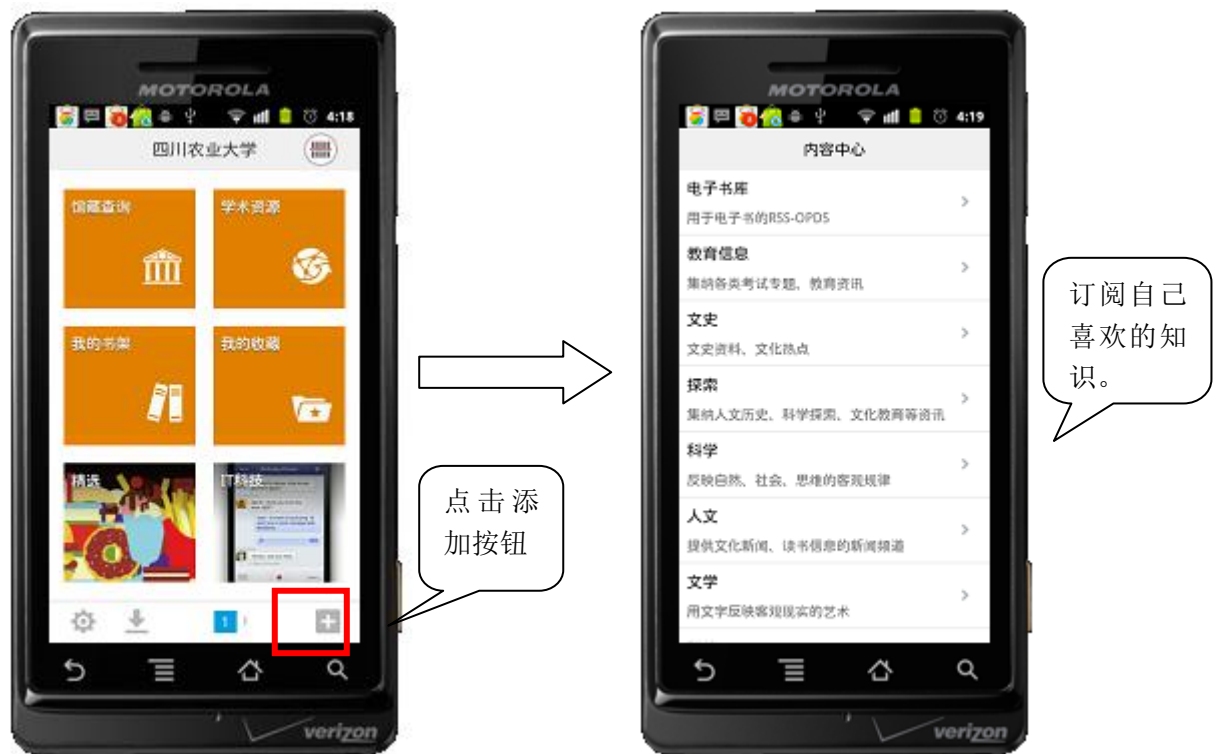 MOTOROLA
4:18
四川农业大学
馆藏查询
学术资源
我的书架
我的收藏
精选
IT科技
1
verizon
点击添
加按钮
MOTOROLA
4:19
内容中心
电子书库
用于电子书的RSS-OPDS
教育信息
集纳各类考试专题、教育资讯
文史
文史资料、文化热点
探索
集纳人文历史、科学探索、文化教育等资讯
科学
反映自然、社会、思维的客观规律
人文
提供文化新闻、读书信息的新闻频道
文学
用文字反映客观现实的艺术
verizon
订阅自己
喜欢的知
识。